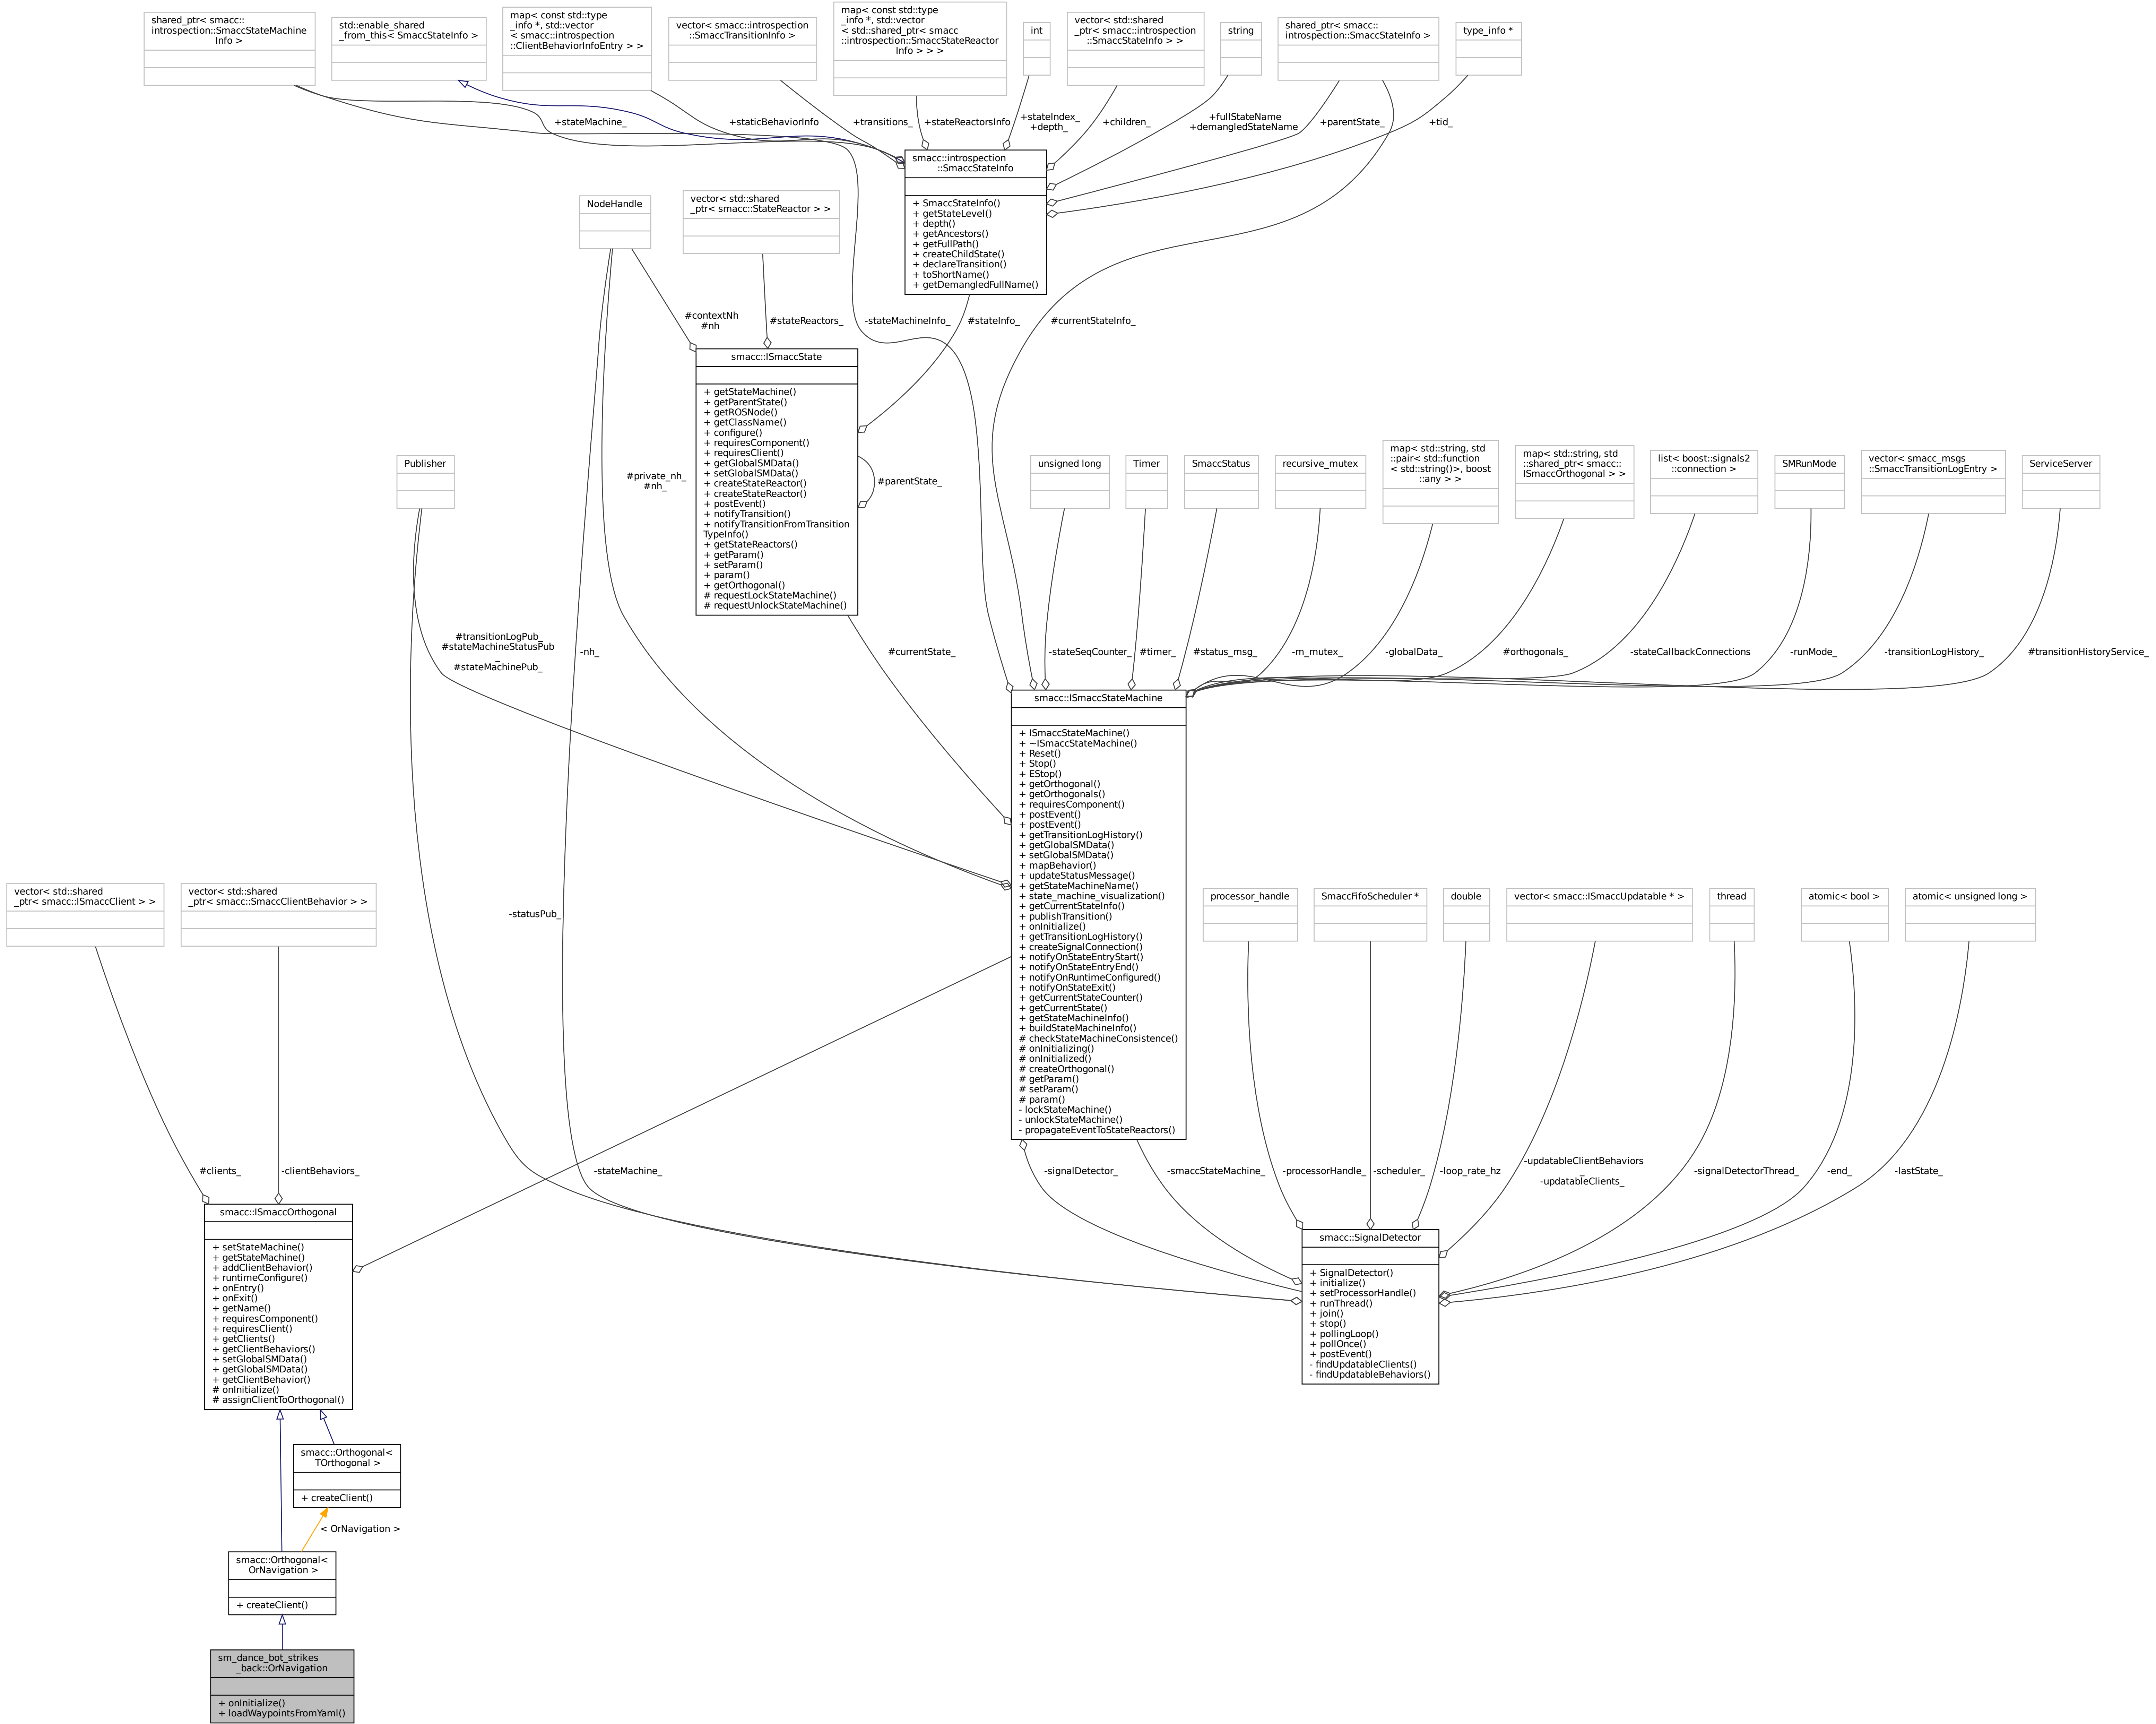 shared_ptr< smacc::
introspection::SmaccStateMachine
Info >
std::enable_shared
_from_this< SmaccStateInfo >
map< const std::type
_info *, std::vector
< smacc::introspection
::ClientBehaviorInfoEntry > >
vector< smacc::introspection
::SmaccTransitionInfo >
map< const std::type
_info *, std::vector
< std::shared_ptr< smacc
::introspection::SmaccStateReactor
Info > > >
int
vector< std::shared
_ptr< smacc::introspection
::SmaccStateInfo > >
string
shared_ptr< smacc::
introspection::SmaccStateInfo >
type_info *
+stateMachine_
+staticBehaviorInfo
+transitions_
+stateReactorsInfo
+stateIndex_
+depth_
+children_
+fullStateName
+demangledStateName
+parentState_
+tid_
smacc::introspection
::SmaccStateInfo
+ SmaccStateInfo()
+ getStateLevel()
+ depth()
+ getAncestors()
+ getFullPath()
+ createChildState()
+ declareTransition()
+ toShortName()
+ getDemangledFullName()
NodeHandle
vector< std::shared
_ptr< smacc::StateReactor > >
#contextNh
#nh
#stateReactors_
-stateMachineInfo_
#stateInfo_
#currentStateInfo_
smacc::ISmaccState
+ getStateMachine()
+ getParentState()
+ getROSNode()
+ getClassName()
+ configure()
+ requiresComponent()
+ requiresClient()
+ getGlobalSMData()
+ setGlobalSMData()
+ createStateReactor()
+ createStateReactor()
+ postEvent()
+ notifyTransition()
+ notifyTransitionFromTransition
TypeInfo()
+ getStateReactors()
+ getParam()
+ setParam()
+ param()
+ getOrthogonal()
# requestLockStateMachine()
# requestUnlockStateMachine()
#parentState_
Publisher
#private_nh_
#nh_
unsigned long
Timer
SmaccStatus
recursive_mutex
map< std::string, std
::pair< std::function
< std::string()>, boost
::any > >
map< std::string, std
::shared_ptr< smacc::
ISmaccOrthogonal > >
list< boost::signals2
::connection >
SMRunMode
vector< smacc_msgs
::SmaccTransitionLogEntry >
ServiceServer
#transitionLogPub_
#stateMachineStatusPub
_
#stateMachinePub_
-nh_
#currentState_
-stateSeqCounter_
#timer_
#status_msg_
-m_mutex_
-globalData_
#orthogonals_
-stateCallbackConnections
-runMode_
-transitionLogHistory_
#transitionHistoryService_
smacc::ISmaccStateMachine
+ ISmaccStateMachine()
+ ~ISmaccStateMachine()
+ Reset()
+ Stop()
+ EStop()
+ getOrthogonal()
+ getOrthogonals()
+ requiresComponent()
+ postEvent()
+ postEvent()
+ getTransitionLogHistory()
+ getGlobalSMData()
+ setGlobalSMData()
+ mapBehavior()
+ updateStatusMessage()
+ getStateMachineName()
+ state_machine_visualization()
+ getCurrentStateInfo()
+ publishTransition()
+ onInitialize()
+ getTransitionLogHistory()
+ createSignalConnection()
+ notifyOnStateEntryStart()
+ notifyOnStateEntryEnd()
+ notifyOnRuntimeConfigured()
+ notifyOnStateExit()
+ getCurrentStateCounter()
+ getCurrentState()
+ getStateMachineInfo()
+ buildStateMachineInfo()
# checkStateMachineConsistence()
# onInitializing()
# onInitialized()
# createOrthogonal()
# getParam()
# setParam()
# param()
- lockStateMachine()
- unlockStateMachine()
- propagateEventToStateReactors()
vector< std::shared
_ptr< smacc::ISmaccClient > >
vector< std::shared
_ptr< smacc::SmaccClientBehavior > >
-statusPub_
processor_handle
SmaccFifoScheduler *
double
vector< smacc::ISmaccUpdatable * >
thread
atomic< bool >
atomic< unsigned long >
#clients_
-clientBehaviors_
-stateMachine_
-signalDetector_
-smaccStateMachine_
-processorHandle_
-scheduler_
-loop_rate_hz
-updatableClientBehaviors
_
-updatableClients_
-signalDetectorThread_
-end_
-lastState_
smacc::ISmaccOrthogonal
+ setStateMachine()
+ getStateMachine()
+ addClientBehavior()
+ runtimeConfigure()
+ onEntry()
+ onExit()
+ getName()
+ requiresComponent()
+ requiresClient()
+ getClients()
+ getClientBehaviors()
+ setGlobalSMData()
+ getGlobalSMData()
+ getClientBehavior()
# onInitialize()
# assignClientToOrthogonal()
smacc::SignalDetector
+ SignalDetector()
+ initialize()
+ setProcessorHandle()
+ runThread()
+ join()
+ stop()
+ pollingLoop()
+ pollOnce()
+ postEvent()
- findUpdatableClients()
- findUpdatableBehaviors()
smacc::Orthogonal<
TOrthogonal >
+ createClient()
< OrNavigation >
smacc::Orthogonal<
OrNavigation >
+ createClient()
sm_dance_bot_strikes
_back::OrNavigation
+ onInitialize()
+ loadWaypointsFromYaml()